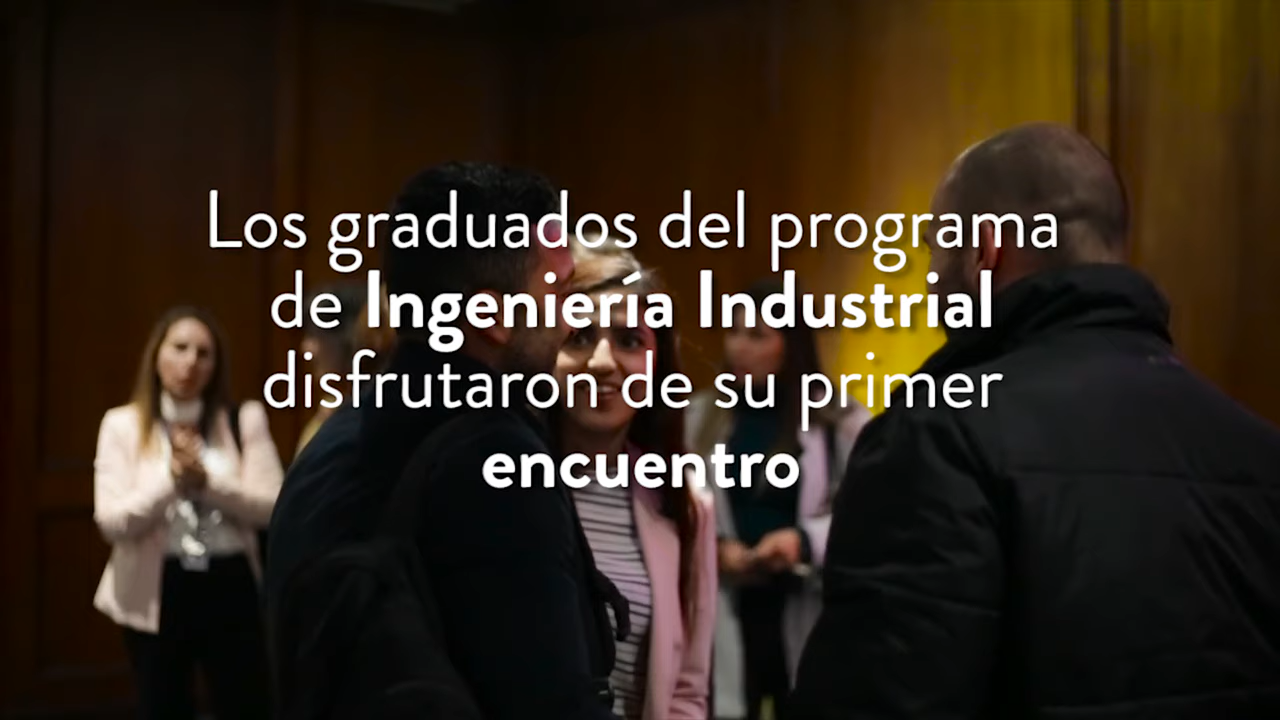 Los graduados del programa
de Ingeniería Industrial
disfrutaron de su primer
encuentro